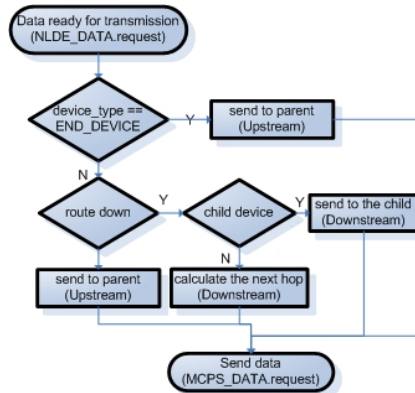 Data ready for transmission
(NLDE_DATA.request)
device_type ==
END_DEVICE
Y
send to parent
(Upstream)
N
route down
Y
child device
Y
send to the child
(Downstream)
N
send to parent
(Upstream)
calculate the next hop
(Downstream)
Send data
(MCPS_DATA.request)